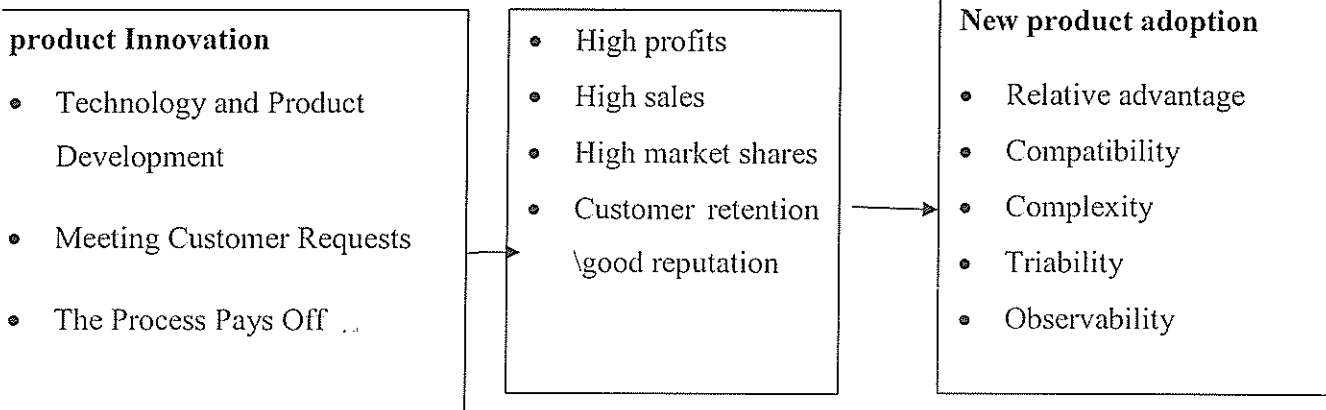 product Innovation
• Technology and Product
Development
• Meeting Customer Requests
• The Process Pays Off
• High profits
• High sales
• High market shares
• Customer retention
\good reputation
New product adoption
• Relative advantage
• Compatibility
• Complexity
• Triability
• Observability